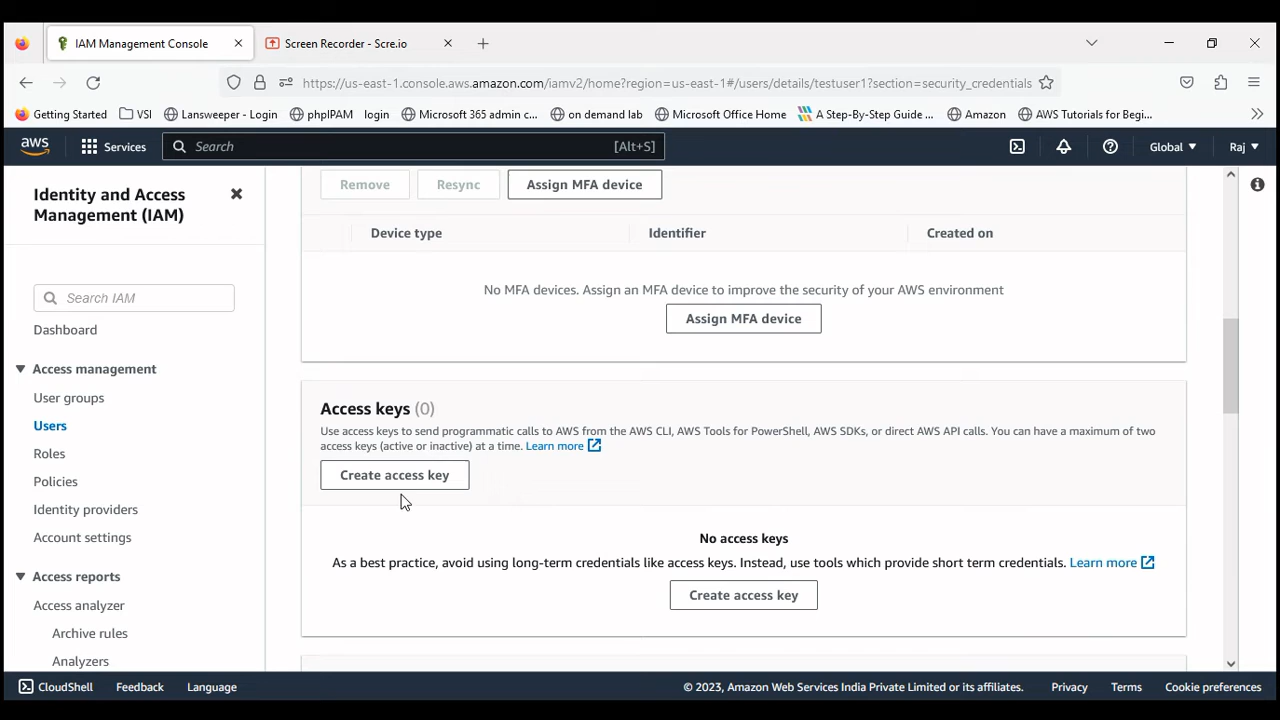 IAM Management Console
Screen Recorder - Scre.io
https://us-east-1.console.aws.amazon.com/iamv2/home?region=us-east-1#/users/details/testuser1?section=security_credentials
Getting Started
VSI
Lansweeper - Login
phpIPAM login
Microsoft 365 admin c...
on demand lab
Microsoft Office Home
A Step-By-Step Guide ...
Amazon
AWS Tutorials for Begi...
aws
Services
Search
[Alt+S]
Global
Raj
Identity and Access
Management (IAM)
Search IAM
Dashboard
Access management
User groups
Users
Roles
Policies
Identity providers
Account settings
Access reports
Access analyzer
Archive rules
Analyzers
Remove
Resync
Assign MFA device
Device type
Identifier
Created on
No MFA devices. Assign an MFA device to improve the security of your AWS environment
Assign MFA device
Access keys (0)
Use access keys to send programmatic calls to AWS from the AWS CLI, AWS Tools for PowerShell, AWS SDKs, or direct AWS API calls. You can have a maximum of two
access keys (active or inactive) at a time. Learn more
Create access key
No access keys
As a best practice, avoid using long-term credentials like access keys. Instead, use tools which provide short term credentials. Learn more
Create access key
CloudShell
Feedback
Language
© 2023, Amazon Web Services India Private Limited or its affiliates.
Privacy
Terms
Cookie preferences